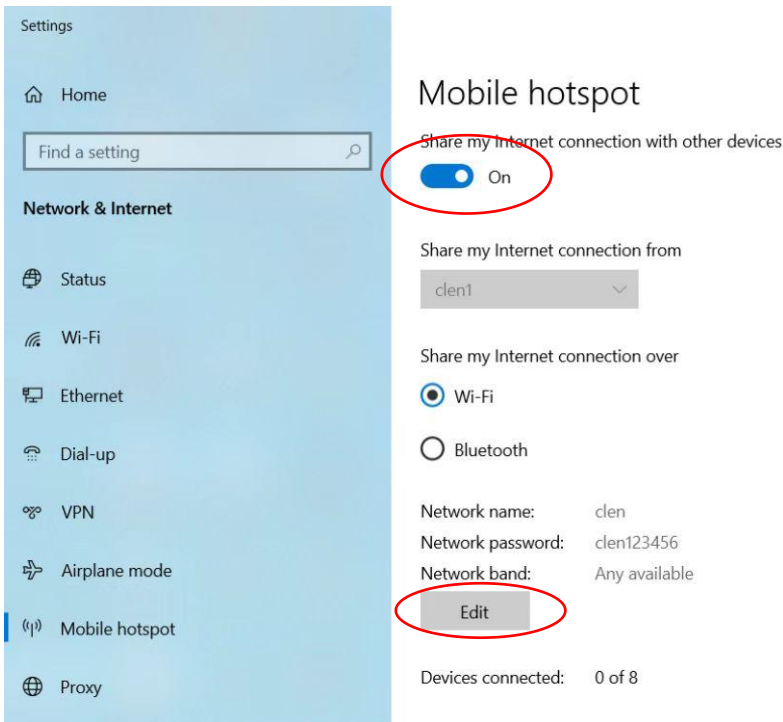 Settings
Home
Find a setting
Network & Internet
Status
Wi-Fi
Ethernet
Dial-up
VPN
Airplane mode
Mobile hotspot
Proxy
Mobile hotspot
Share my Internet connection with other devices
On
Share my Internet connection from
clen1
Share my Internet connection over
Wi-Fi
Bluetooth
Network name: clen
Network password: clen123456
Network band: Any available
Edit
Devices connected: 0 of 8